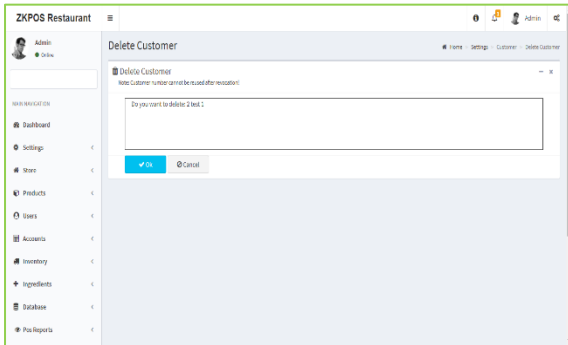 ZKPOS Restaurant
Admin
Admin
Online
Delete Customer
Home > Settings > Customer > Delete Customer
Delete Customer
Note: Customer number cannot be reused after revocation!
Do you want to delete: 2 test 1
Ok
Cancel
MAIN NAVIGATION
Dashboard
Settings
Store
Products
Users
Accounts
Inventory
Ingredients
Database
Pos Reports